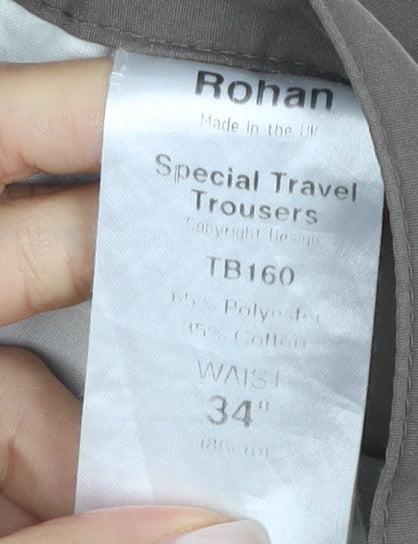 Rohan
Made in the UK
Special Travel
Trousers
Copyright Design
TB160
65% Polyester
35% Cotton
WAIST
34"